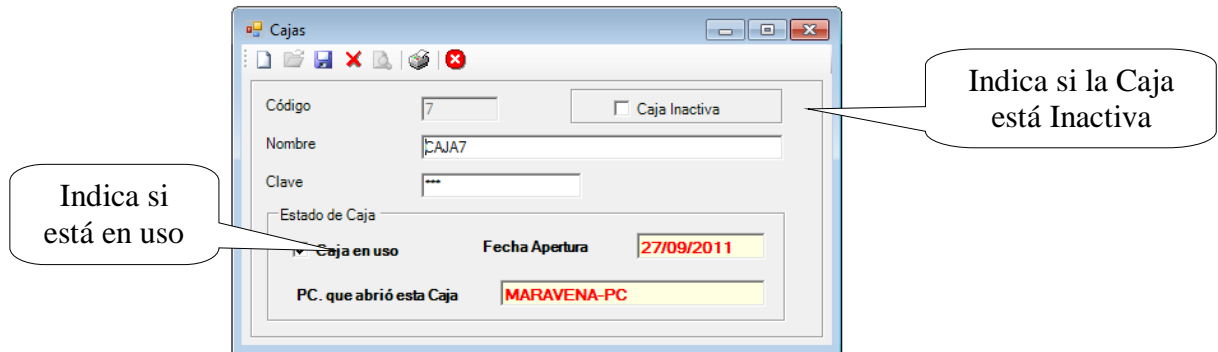 Cajas
Código
7
Caja Inactiva
Indica si la Caja
está Inactiva
Nombre
CAJA7
Clave
***
Indica si
está en uso
Estado de Caja
Caja en uso
Fecha Apertura
27/09/2011
PC. que abrió esta Caja
MARAVENA-PC